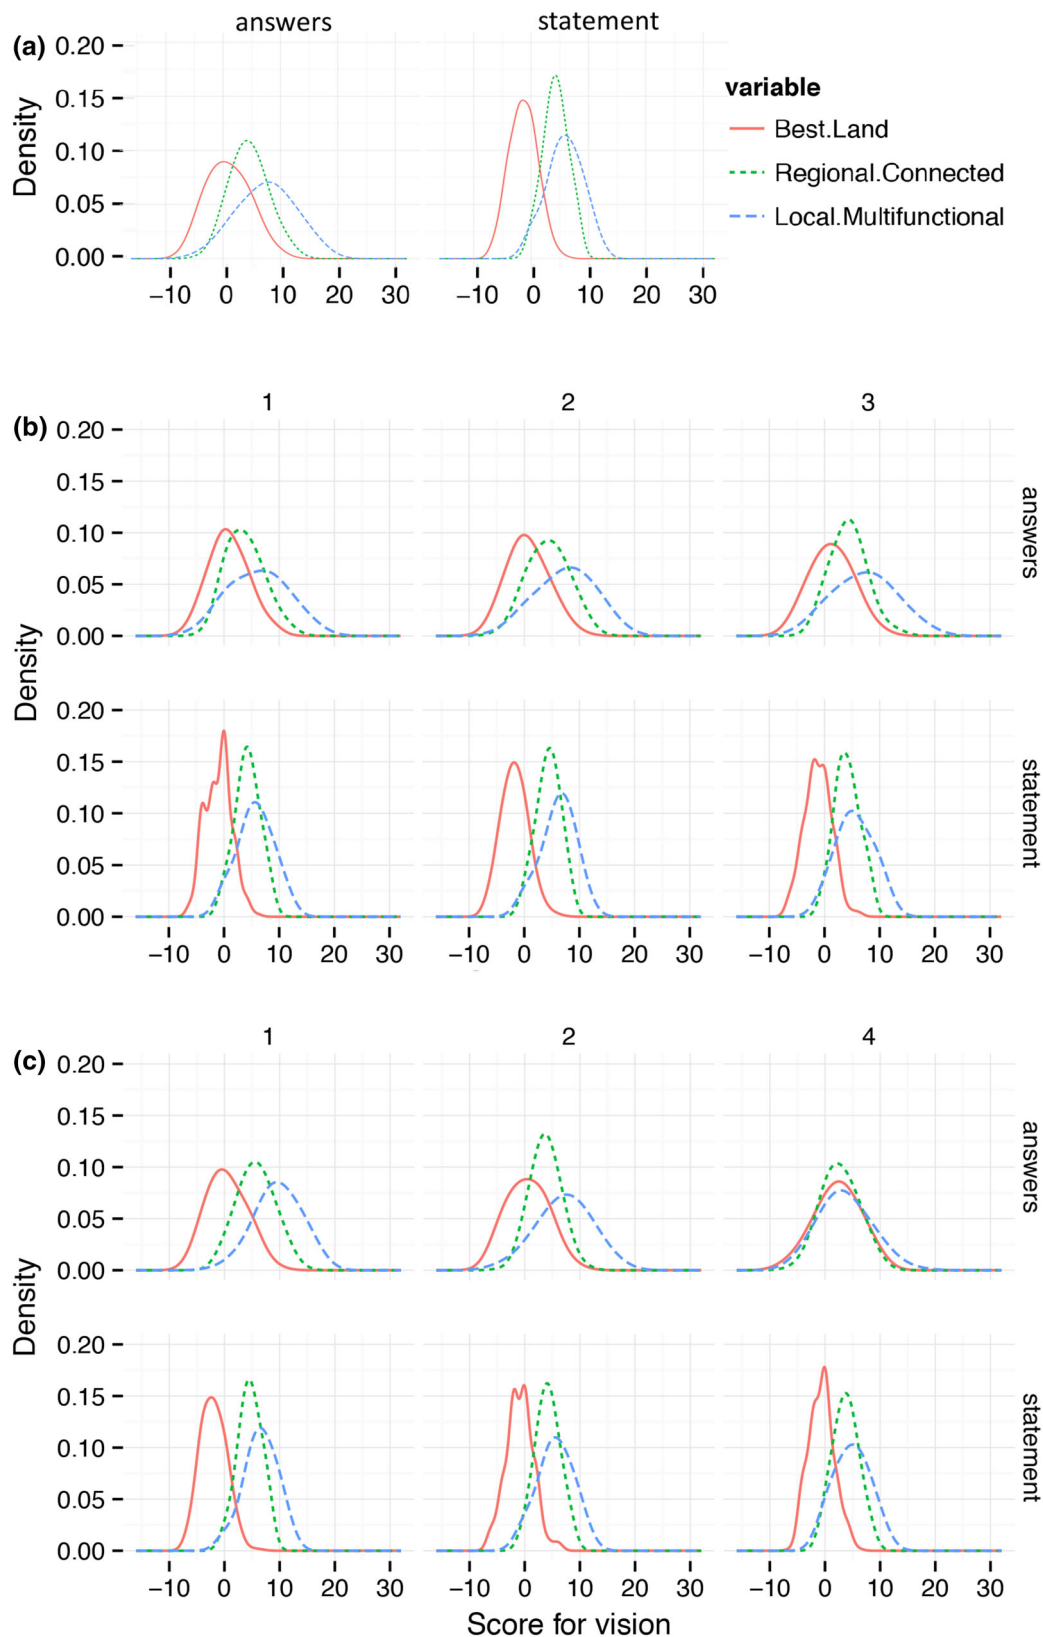 answers statement
(a)
0.20
0.15
0.10
0.05
0.00
Density
−10 0 10 20 30
−10 0 10 20 30
variable
Best.Land
Regional.Connected
Local.Multifunctional
1 2 3
(b)
0.20
0.15
0.10
0.05
0.00
answers
Density
0.20
0.15
0.10
0.05
0.00
statement
−10 0 10 20 30
−10 0 10 20 30
−10 0 10 20 30
1 2 4
(c)
0.20
0.15
0.10
0.05
0.00
answers
Density
0.20
0.15
0.10
0.05
0.00
statement
−10 0 10 20 30
−10 0 10 20 30
−10 0 10 20 30
Score for vision